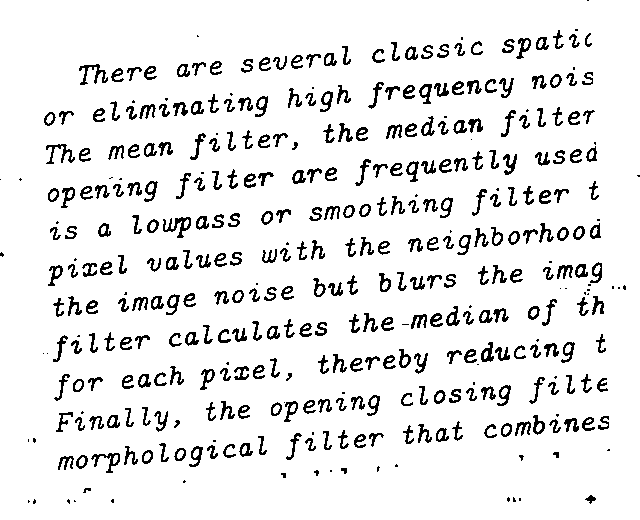 There are several classic spatic
or eliminating high frequency nois
The mean filter, the median filter
opening filter are frequently used
is a lowpass or smoothing filter t
pixel values with the neighborhood
the image noise but blurs the imag
filter calculates the median of th
for each pixel, thereby reducing t
Finally, the opening closing filte
morphological filter that combines